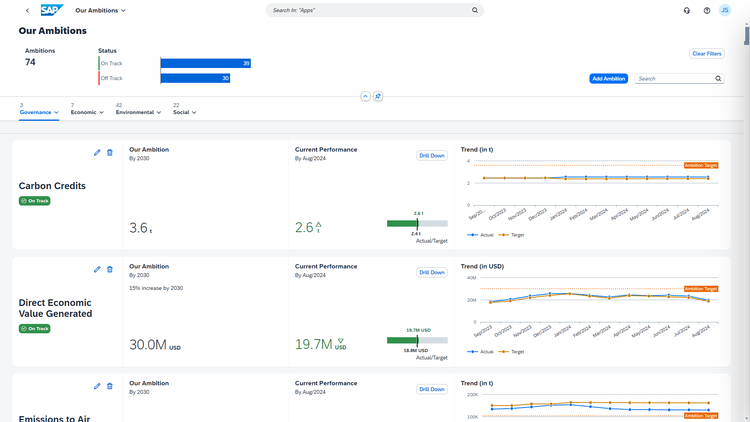 SAP
Our Ambitions
Search In: "Apps"
JS
Our Ambitions
Ambitions
74
Status
On Track
39
Off Track
30
Clear Filters
Add Ambition
Search
3
Governance
7
Economic
42
Environmental
22
Social
Carbon Credits
On Track
Our Ambition
By 2030
3.6 t
Current Performance
By Aug/2024
Drill Down
2.6 t
2.6 t
2.4 t
Actual/Target
Trend (in t)
4
2
0
Ambition Target
Sep/20...
Oct/2023
Nov/2023
Dec/2023
Jan/2024
Feb/2024
Mar/2024
Apr/2024
May/2024
Jun/2024
Jul/2024
Aug/2024
Actual
Target
Direct Economic
Value Generated
On Track
Our Ambition
By 2030
15% increase by 2030
30.0M USD
Current Performance
By Aug/2024
Drill Down
19.7M USD
19.7M USD
18.8M USD
Actual/Target
Trend (in USD)
40M
20M
0
Ambition Target
Sep/2023
Oct/2023
Nov/2023
Dec/2023
Jan/2024
Feb/2024
Mar/2024
Apr/2024
May/2024
Jun/2024
Jul/2024
Aug/2024
Actual
Target
Emissions to Air
Our Ambition
By 2030
Current Performance
By Aug/2024
Drill Down
Trend (in t)
200K
100K
Ambition Target